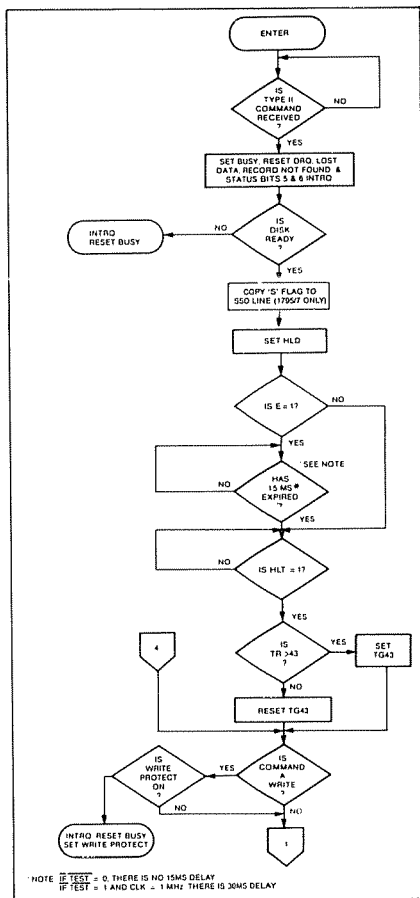 ENTER
IS
TYPE II
COMMAND
RECEIVED
?
NO
YES
SET BUSY, RESET DRQ, LOST
DATA, RECORD NOT FOUND &
STATUS BITS 5 & 6 INTRQ
INTRQ
RESET BUSY
NO
IS
DISK
READY
?
YES
COPY 'S' FLAG TO
SSO LINE (1795/7 ONLY)
SET HLD
IS E = 1?
NO
YES
*SEE NOTE
NO
HAS
15 MS*
EXPIRED
?
YES
NO
IS HLT = 1?
YES
4
IS
TR >43
?
YES
SET
TG43
NO
RESET TG43
IS
WRITE
PROTECT
ON
?
YES
IS
COMMAND
A
WRITE
?
NO
NO
INTRQ RESET BUSY
SET WRITE PROTECT
1
*NOTE IF TEST = 0, THERE IS NO 15MS DELAY
IF TEST = 1 AND CLK = 1 MHz THERE IS 30MS DELAY